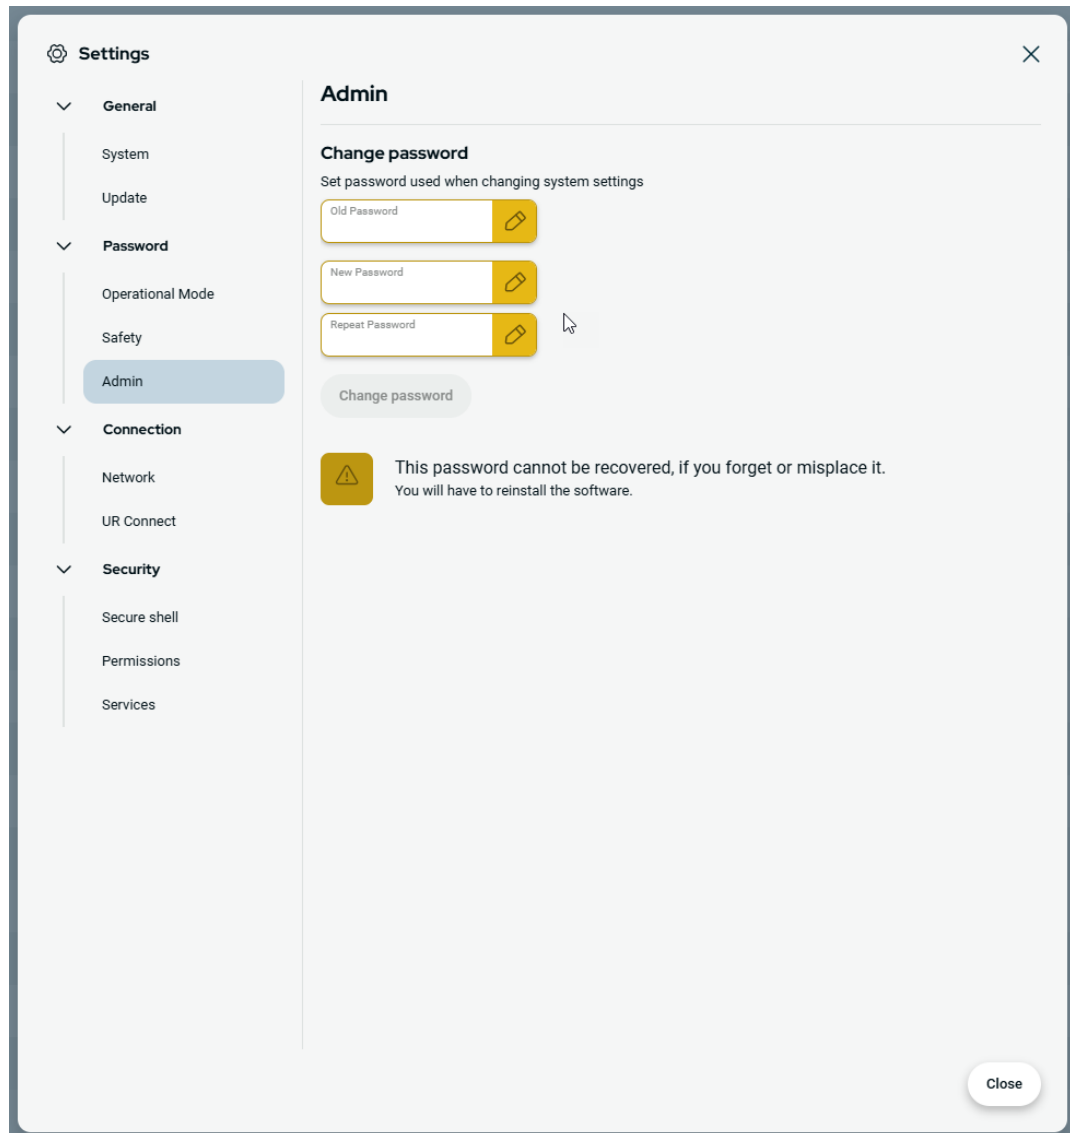 Settings
General
System
Update
Password
Operational Mode
Safety
Admin
Connection
Network
UR Connect
Security
Secure shell
Permissions
Services
Admin
Change password
Set password used when changing system settings
Old Password
New Password
Repeat Password
Change password
This password cannot be recovered, if you forget or misplace it.
You will have to reinstall the software.
Close